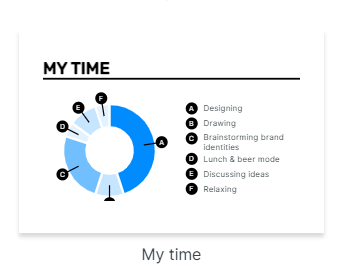 MY TIME
F
E
D
C
A
A Designing
B Drawing
C Brainstorming brand
identities
D Lunch & beer mode
E Discussing ideas
F Relaxing
My time